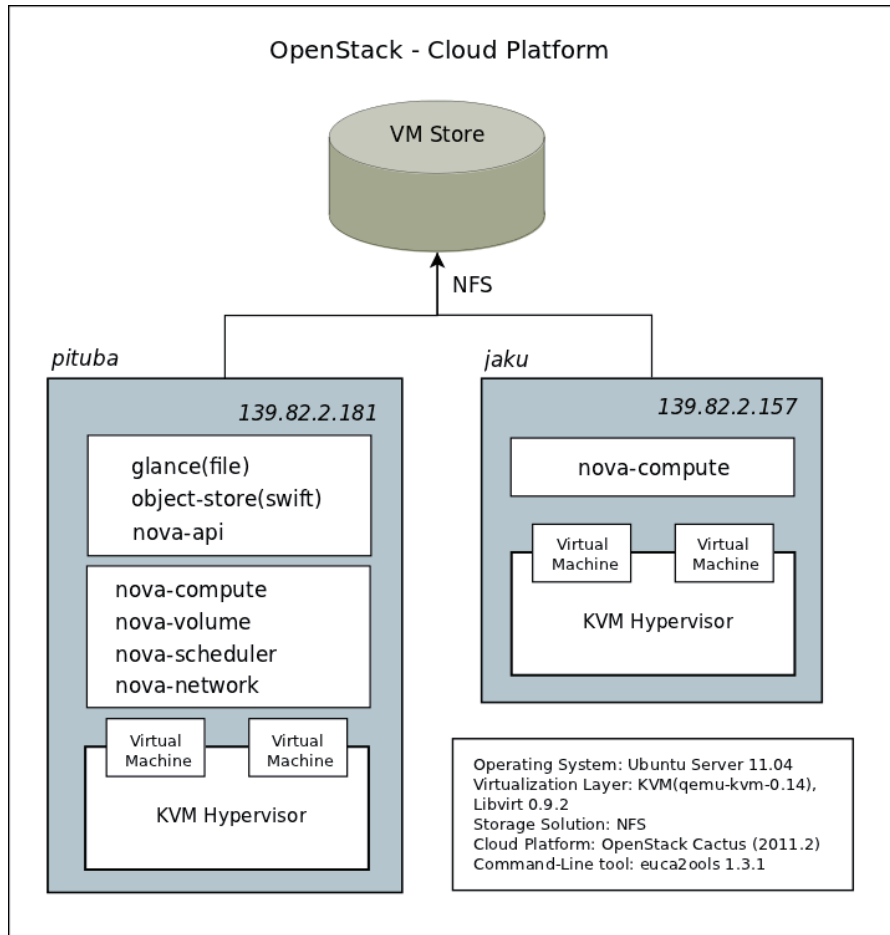 OpenStack - Cloud Platform
VM Store
NFS
pituba
139.82.2.181
glance(file)
object-store(swift)
nova-api
nova-compute
nova-volume
nova-scheduler
nova-network
Virtual
Machine
Virtual
Machine
KVM Hypervisor
jaku
139.82.2.157
nova-compute
Virtual
Machine
Virtual
Machine
KVM Hypervisor
Operating System: Ubuntu Server 11.04
Virtualization Layer: KVM(qemu-kvm-0.14),
Libvirt 0.9.2
Storage Solution: NFS
Cloud Platform: OpenStack Cactus (2011.2)
Command-Line tool: euca2ools 1.3.1